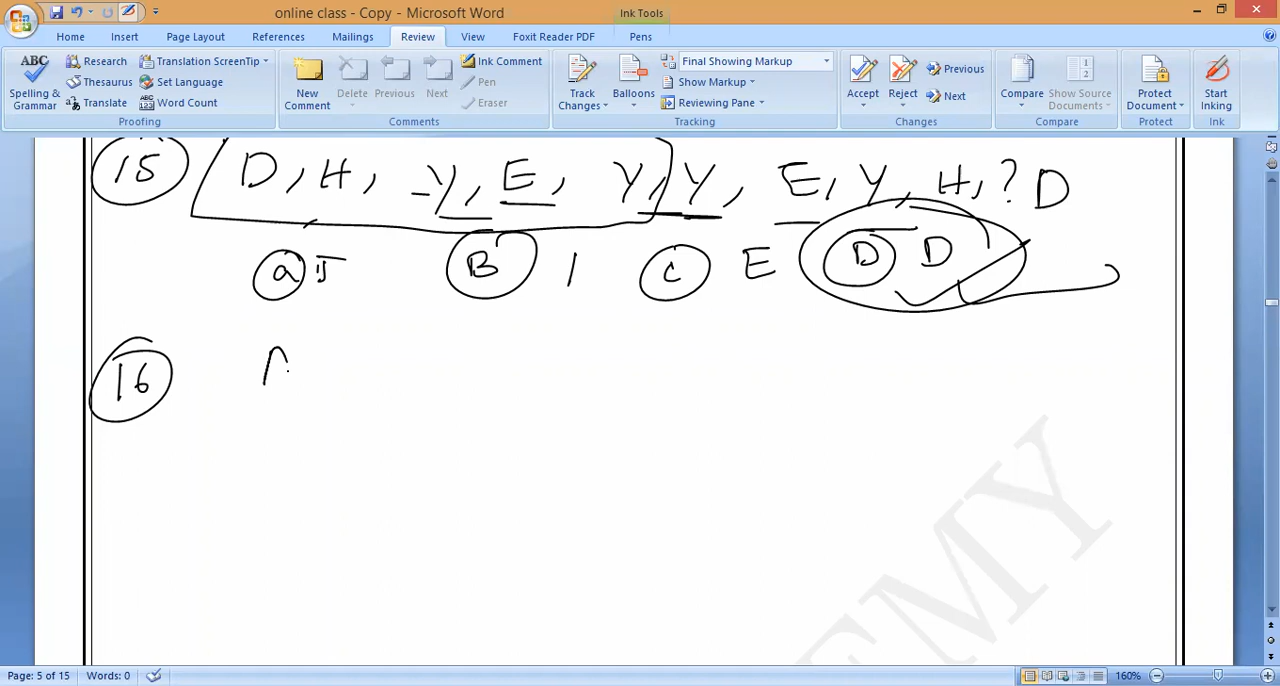 online class - Copy - Microsoft Word
Ink Tools
Home Insert Page Layout References Mailings Review View Foxit Reader PDF Pens
ABC Spelling & Grammar
Research
Thesaurus
Translate
Translation ScreenTip
Set Language
Word Count
Proofing
New Comment
Delete
Previous
Next
Ink Comment
Pen
Eraser
Comments
Track Changes
Balloons
Final Showing Markup
Show Markup
Reviewing Pane
Tracking
Accept
Reject
Previous
Next
Changes
Compare
Show Source Documents
Compare
Protect Document
Protect
Start Inking
Ink
15 D, H, Y, E, Y, Y, E, Y, H, ? D
a B 1 C E D D
16
EMY
Page: 5 of 15 Words: 0 160%